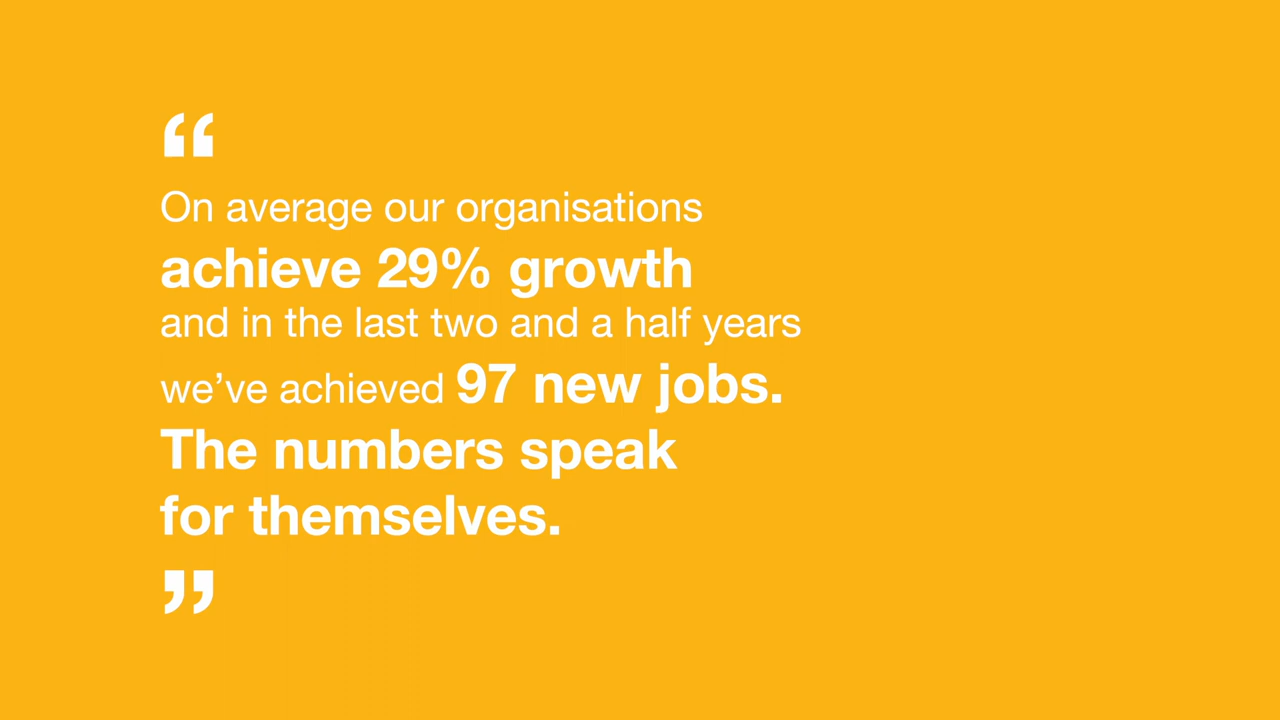 “
On average our organisations
achieve 29% growth
and in the last two and a half years
we’ve achieved 97 new jobs.
The numbers speak
for themselves.
”